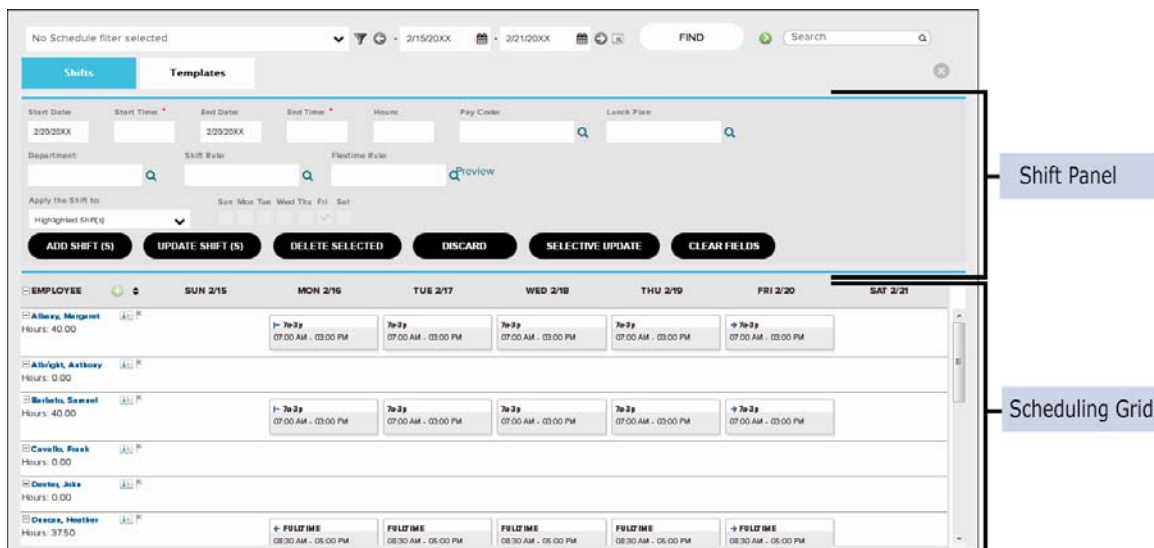 No Schedule filter selected - 2/15/20XX - 2/21/20XX FIND Search
Shifts Templates
Start Date: Start Time: * End Date: End Time: * Hours: Pay Code: Lunch Plan:
2/20/20XX 2/20/20XX
Department: Shift Rule: Flextime Rule:
Preview
Apply the Shift to: Sun Mon Tue Wed Thu Fri Sat
Highlighted Shift(s)
ADD SHIFT (S) UPDATE SHIFT (S) DELETE SELECTED DISCARD SELECTIVE UPDATE CLEAR FIELDS
Shift Panel
EMPLOYEE SUN 2/15 MON 2/16 TUE 2/17 WED 2/18 THU 2/19 FRI 2/20 SAT 2/21
Albany, Margaret
Hours: 40.00
7a-3p 7a-3p 7a-3p 7a-3p 7a-3p
07:00 AM - 03:00 PM 07:00 AM - 03:00 PM 07:00 AM - 03:00 PM 07:00 AM - 03:00 PM 07:00 AM - 03:00 PM
Albright, Anthony
Hours: 0.00
Barbato, Samuel
Hours: 40.00
7a-3p 7a-3p 7a-3p 7a-3p 7a-3p
07:00 AM - 03:00 PM 07:00 AM - 03:00 PM 07:00 AM - 03:00 PM 07:00 AM - 03:00 PM 07:00 AM - 03:00 PM
Scheduling Grid
Cavallo, Frank
Hours: 0.00
Dexter, Jake
Hours: 0.00
Heather
Hours: 37.50
FULLTIME FULLTIME FULLTIME FULLTIME FULLTIME
08:30 AM - 05:00 PM 08:30 AM - 05:00 PM 08:30 AM - 05:00 PM 08:30 AM - 05:00 PM 08:30 AM - 05:00 PM